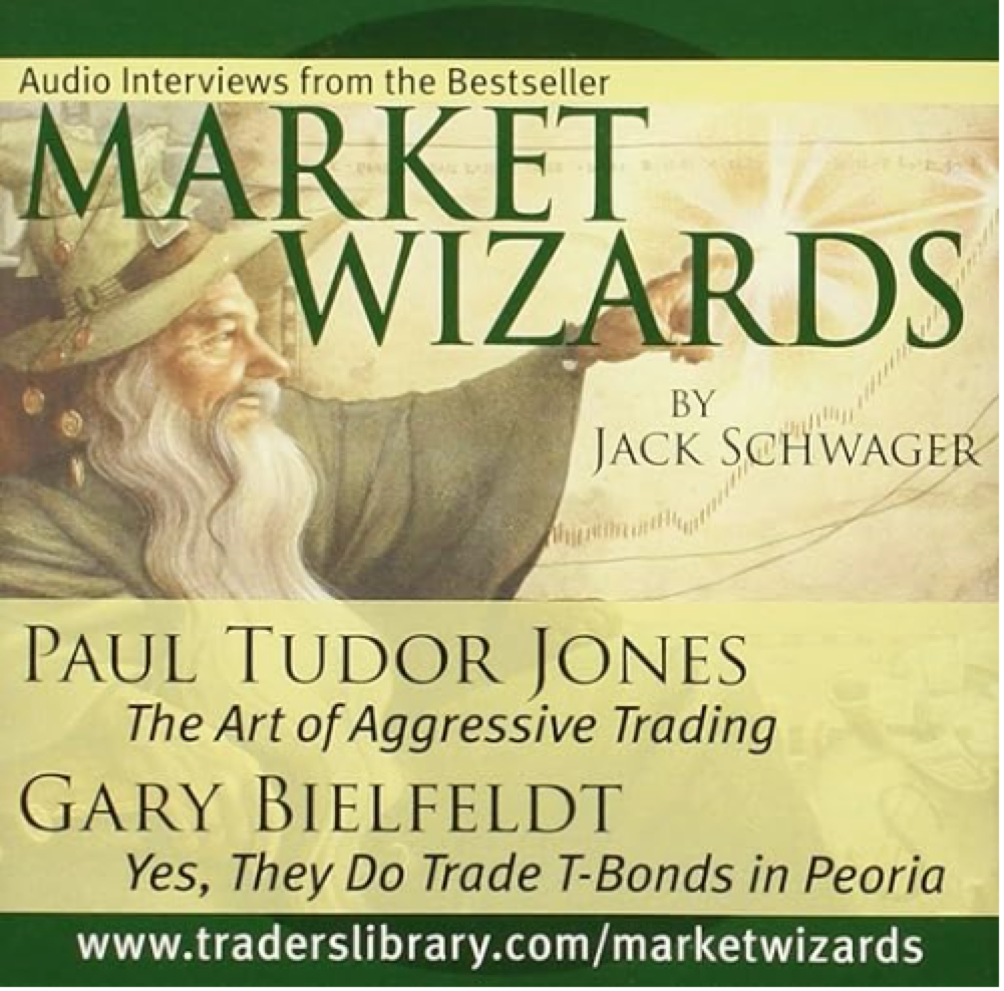 Audio Interviews from the Bestseller
MARKET
WIZARDS
BY
JACK SCHWAGER
PAUL TUDOR JONES
The Art of Aggressive Trading
GARY BIELFELDT
Yes, They Do Trade T-Bonds in Peoria
www.traderslibrary.com/marketwizards